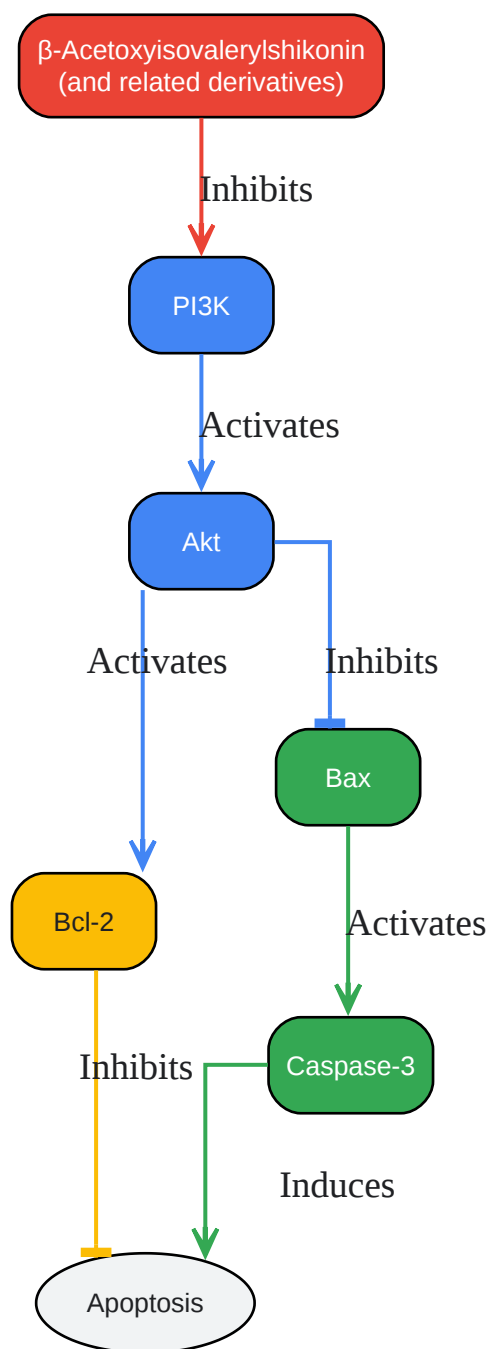 β-Acetoxyisovalerylshikonin
(and related derivatives)
Inhibits
PI3K
Activates
Akt
Activates
Inhibits
Bax
Bcl-2
Activates
Inhibits
Caspase-3
Induces
Apoptosis